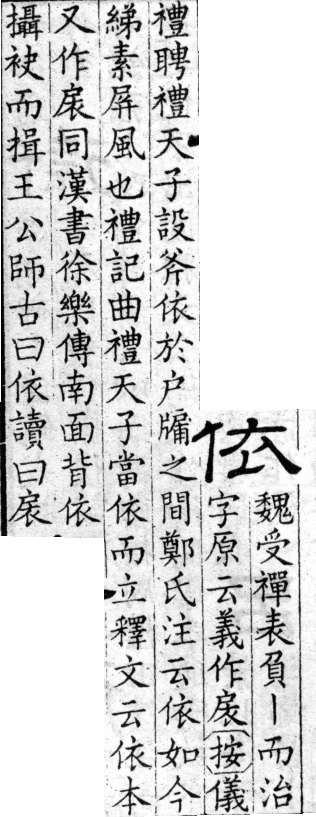 依
魏受禪表負丨而治
字原云義作扆按儀
禮聘禮天子設斧依於户牖之間鄭氏注云依如今
綈素屏風也禮記曲禮天子當依而立釋文云依本
又作扆同漢書徐樂傳南面背依
攝袂而揖王公師古曰依讀曰扆